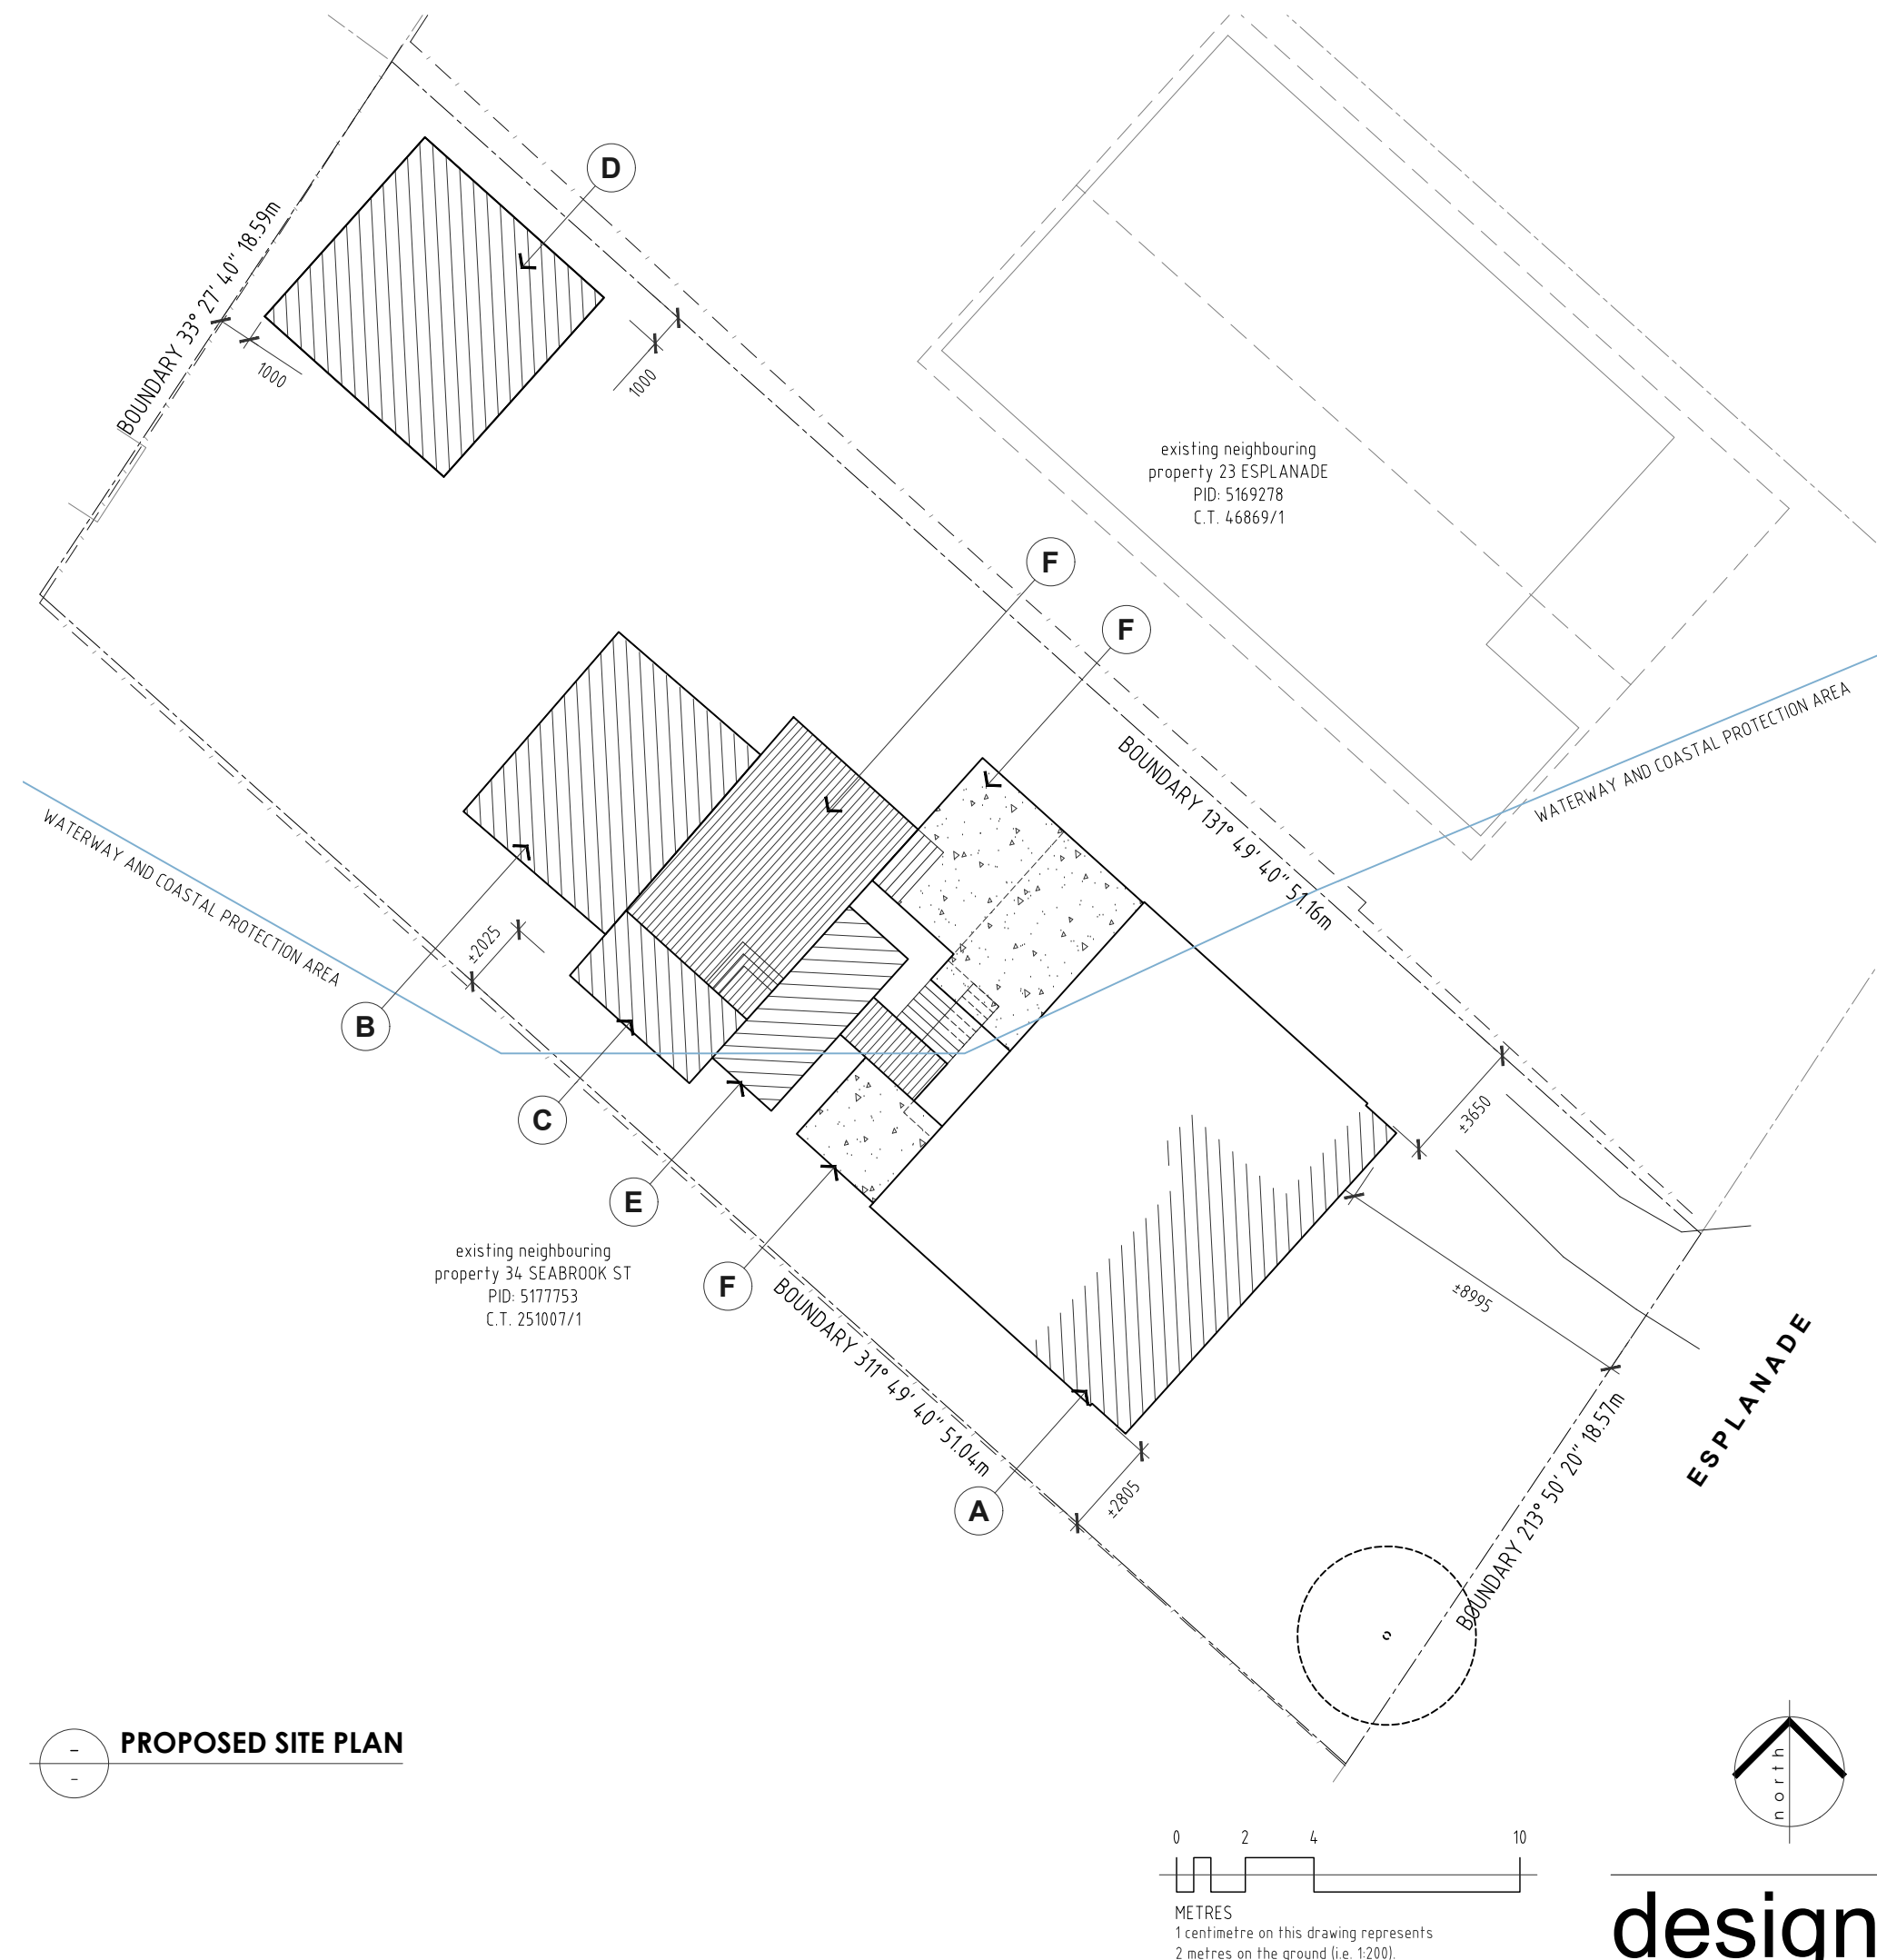 D
BOUNDARY 33° 27' 40" 18.59m
1000
1000
existing neighbouring
property 23 ESPLANADE
PID: 5169278
C.T. 46869/1
F
F
WATERWAY AND COASTAL PROTECTION AREA
BOUNDARY 131° 49' 40" 51.16m
WATERWAY AND COASTAL PROTECTION AREA
±2025
B
C
±3650
E
existing neighbouring
property 34 SEABROOK ST
PID: 5177753
C.T. 251007/1
F
±8995
BOUNDARY 311° 49' 40" 51.04m
ESPLANADE
A
±2805
BOUNDARY 213° 50' 20" 18.57m
PROPOSED SITE PLAN
north
0 2 4 10
METRES
1 centimetre on this drawing represents
2 metres on the ground (i.e. 1:200).
design